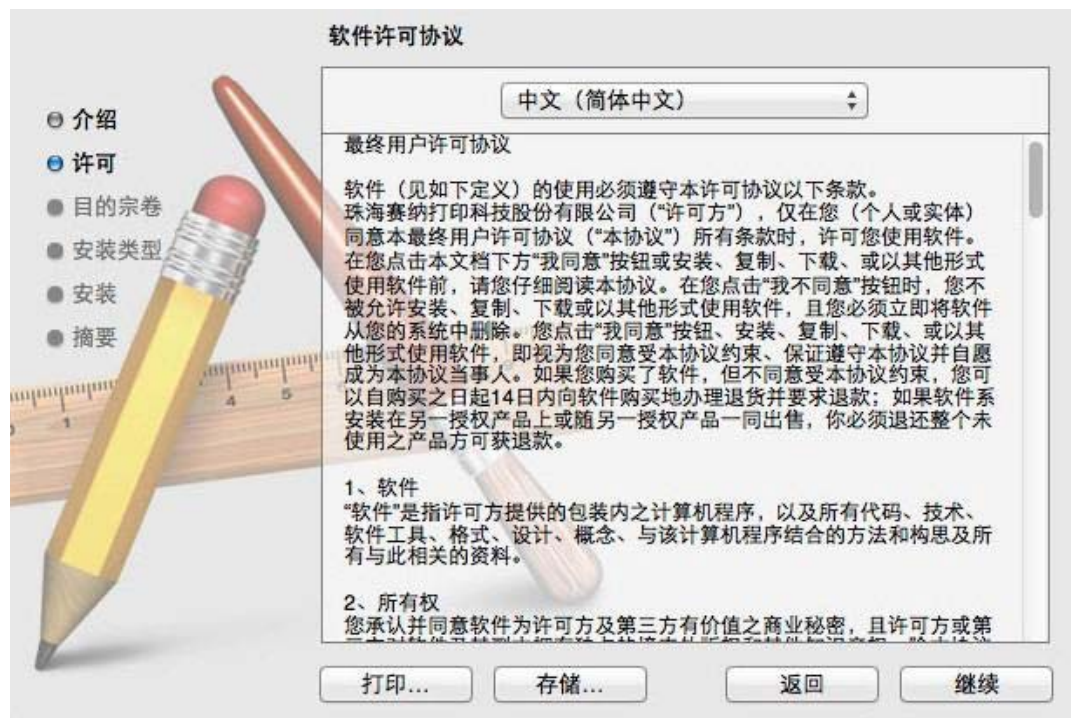 软件许可协议
介绍
许可
目的宗卷
安装类型
安装
摘要
中文（简体中文）
最终用户许可协议
软件（见如下定义）的使用必须遵守本许可协议以下条款。
珠海赛纳打印科技股份有限公司（“许可方”），仅在您（个人或实体）
同意本最终用户许可协议（“本协议”）所有条款时，许可您使用软件。
在您点击本文档下方“我同意”按钮或安装、复制、下载、或以其他形式
使用软件前，请您仔细阅读本协议。在您点击“我不同意”按钮时，您不
被允许安装、复制、下载或以其他形式使用软件，且您必须立即将软件
从您的系统中删除。您点击“我同意”按钮、安装、复制、下载、或以其
他形式使用软件，即视为您同意受本协议约束、保证遵守本协议并自愿
成为本协议当事人。如果您购买了软件，但不同意受本协议约束，您可
以自购买之日起14日内向软件购买地办理退货并要求退款；如果软件系
安装在另一授权产品上或随另一授权产品一同出售，你必须退还整个未
使用之产品方可获退款。
1、软件
“软件”是指许可方提供的包装内之计算机程序，以及所有代码、技术、
软件工具、格式、设计、概念、与该计算机程序结合的方法和构思及所
有与此相关的资料。
2、所有权
您承认并同意软件为许可方及第三方有价值之商业秘密，且许可方或第
打印...
存储...
返回
继续
0
1
4
5